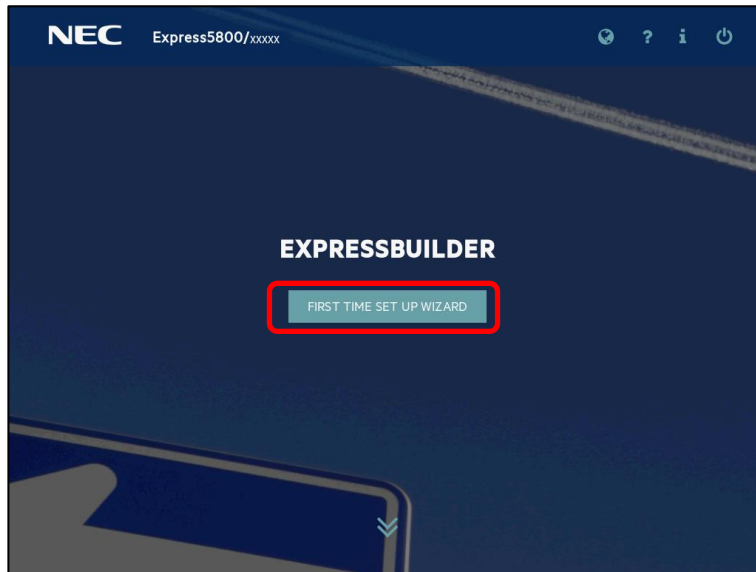 NEC Express5800/xxxxx ? i
EXPRESSBUILDER
FIRST TIME SET UP WIZARD